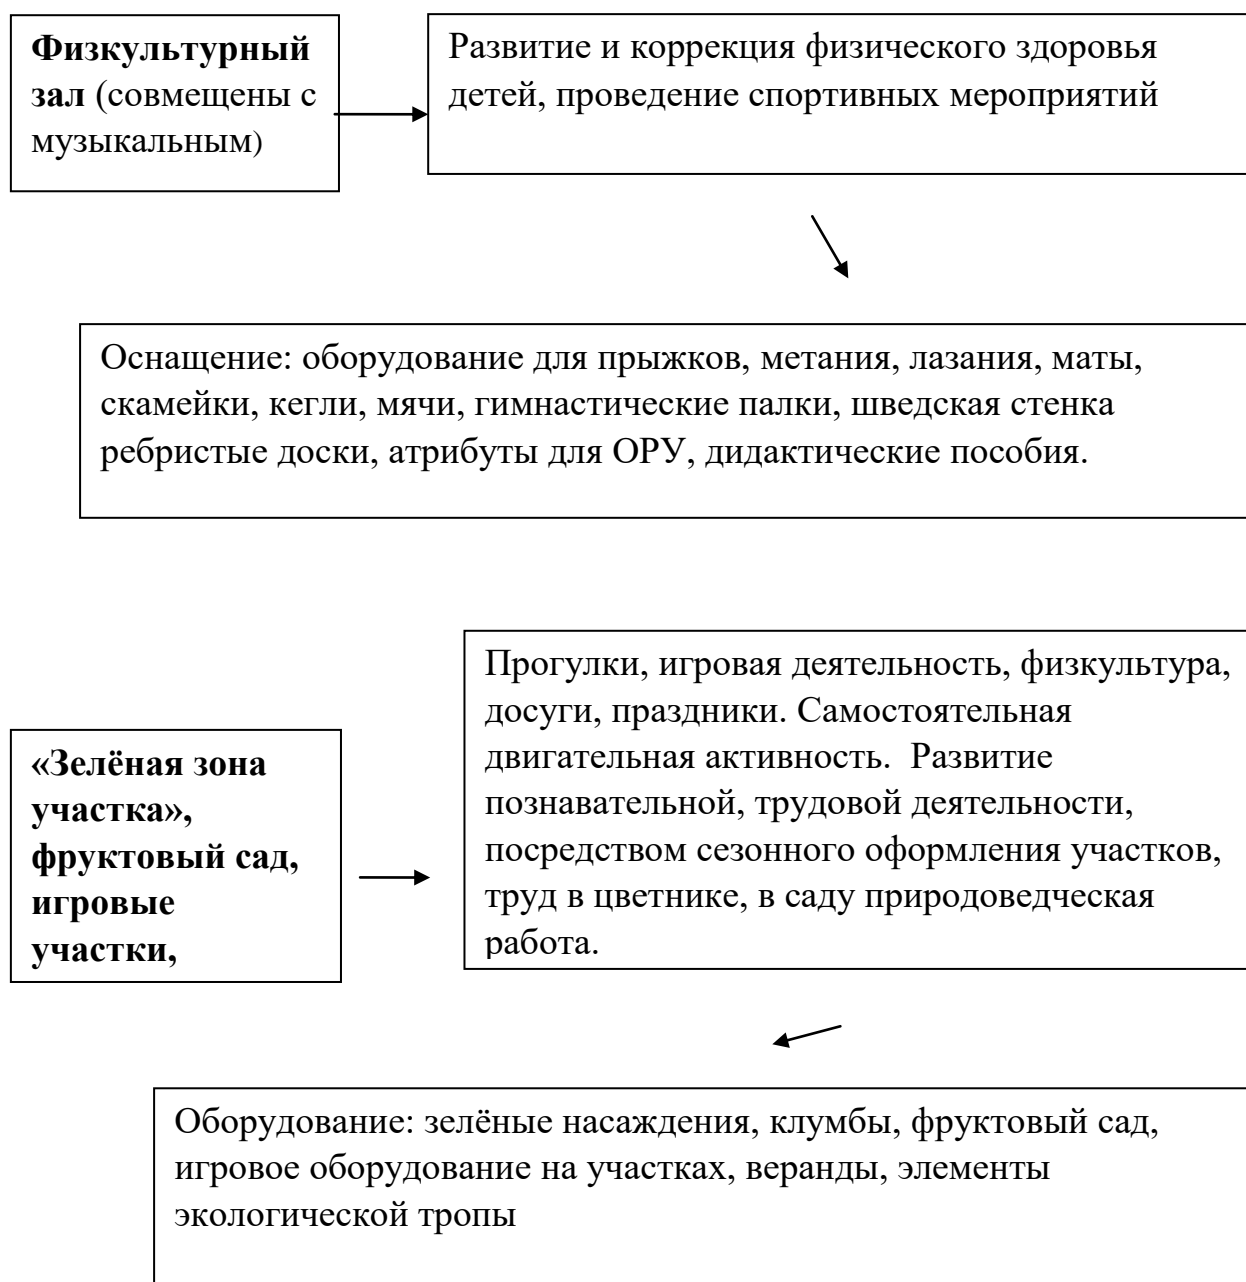 Физкультурный
зал (совмещены с
музыкальным)
Развитие и коррекция физического здоровья
детей, проведение спортивных мероприятий
Оснащение: оборудование для прыжков, метания, лазания, маты,
скамейки, кегли, мячи, гимнастические палки, шведская стенка
ребристые доски, атрибуты для ОРУ, дидактические пособия.
«Зелёная зона
участка»,
фруктовый сад,
игровые
участки,
Прогулки, игровая деятельность, физкультура,
досуги, праздники. Самостоятельная
двигательная активность.  Развитие
познавательной, трудовой деятельности,
посредством сезонного оформления участков,
труд в цветнике, в саду природоведческая
работа.
Оборудование: зелёные насаждения, клумбы, фруктовый сад,
игровое оборудование на участках, веранды, элементы
экологической тропы